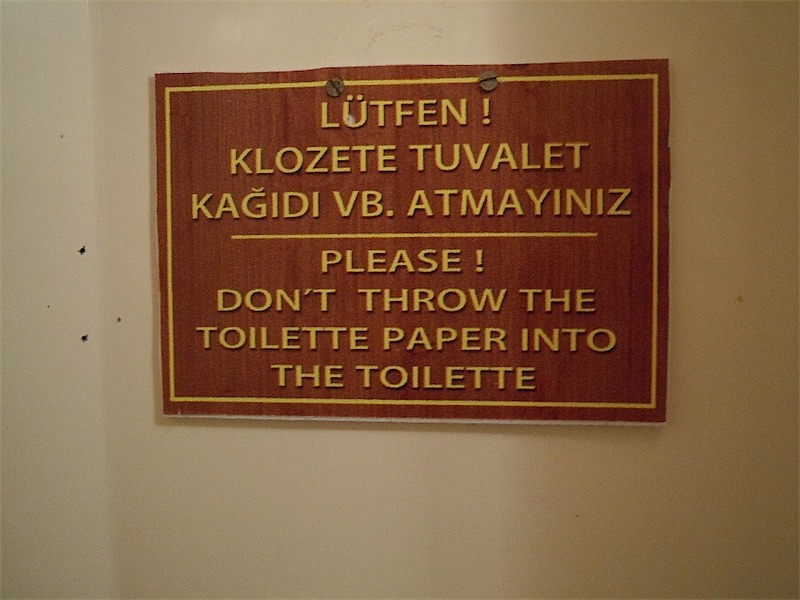 LÜTFEN !
KLOZETE TUVALET
KAĞIDI VB. ATMAYINIZ
PLEASE !
DON´T THROW THE
TOILETTE PAPER INTO
THE TOILETTE